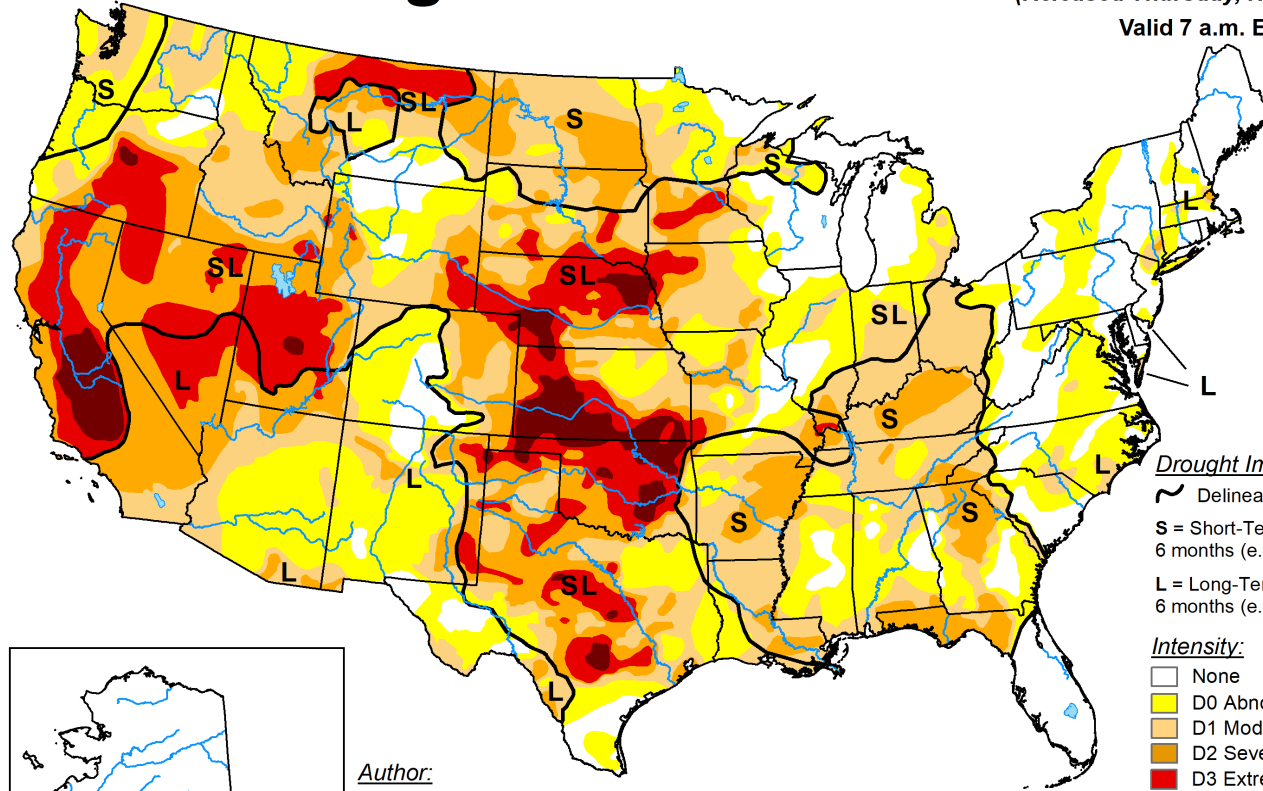 Valid 7 a.m. E
S
SL
L
S
S
L
SL
SL
SL
L
L
S
L
L
S
S
L
SL
L
L
Drought Im
Delinea
S = Short-Te
6 months (e.
L = Long-Ter
6 months (e.
Intensity:
None
D0 Abno
D1 Mod
D2 Seve
D3 Extre
Author: